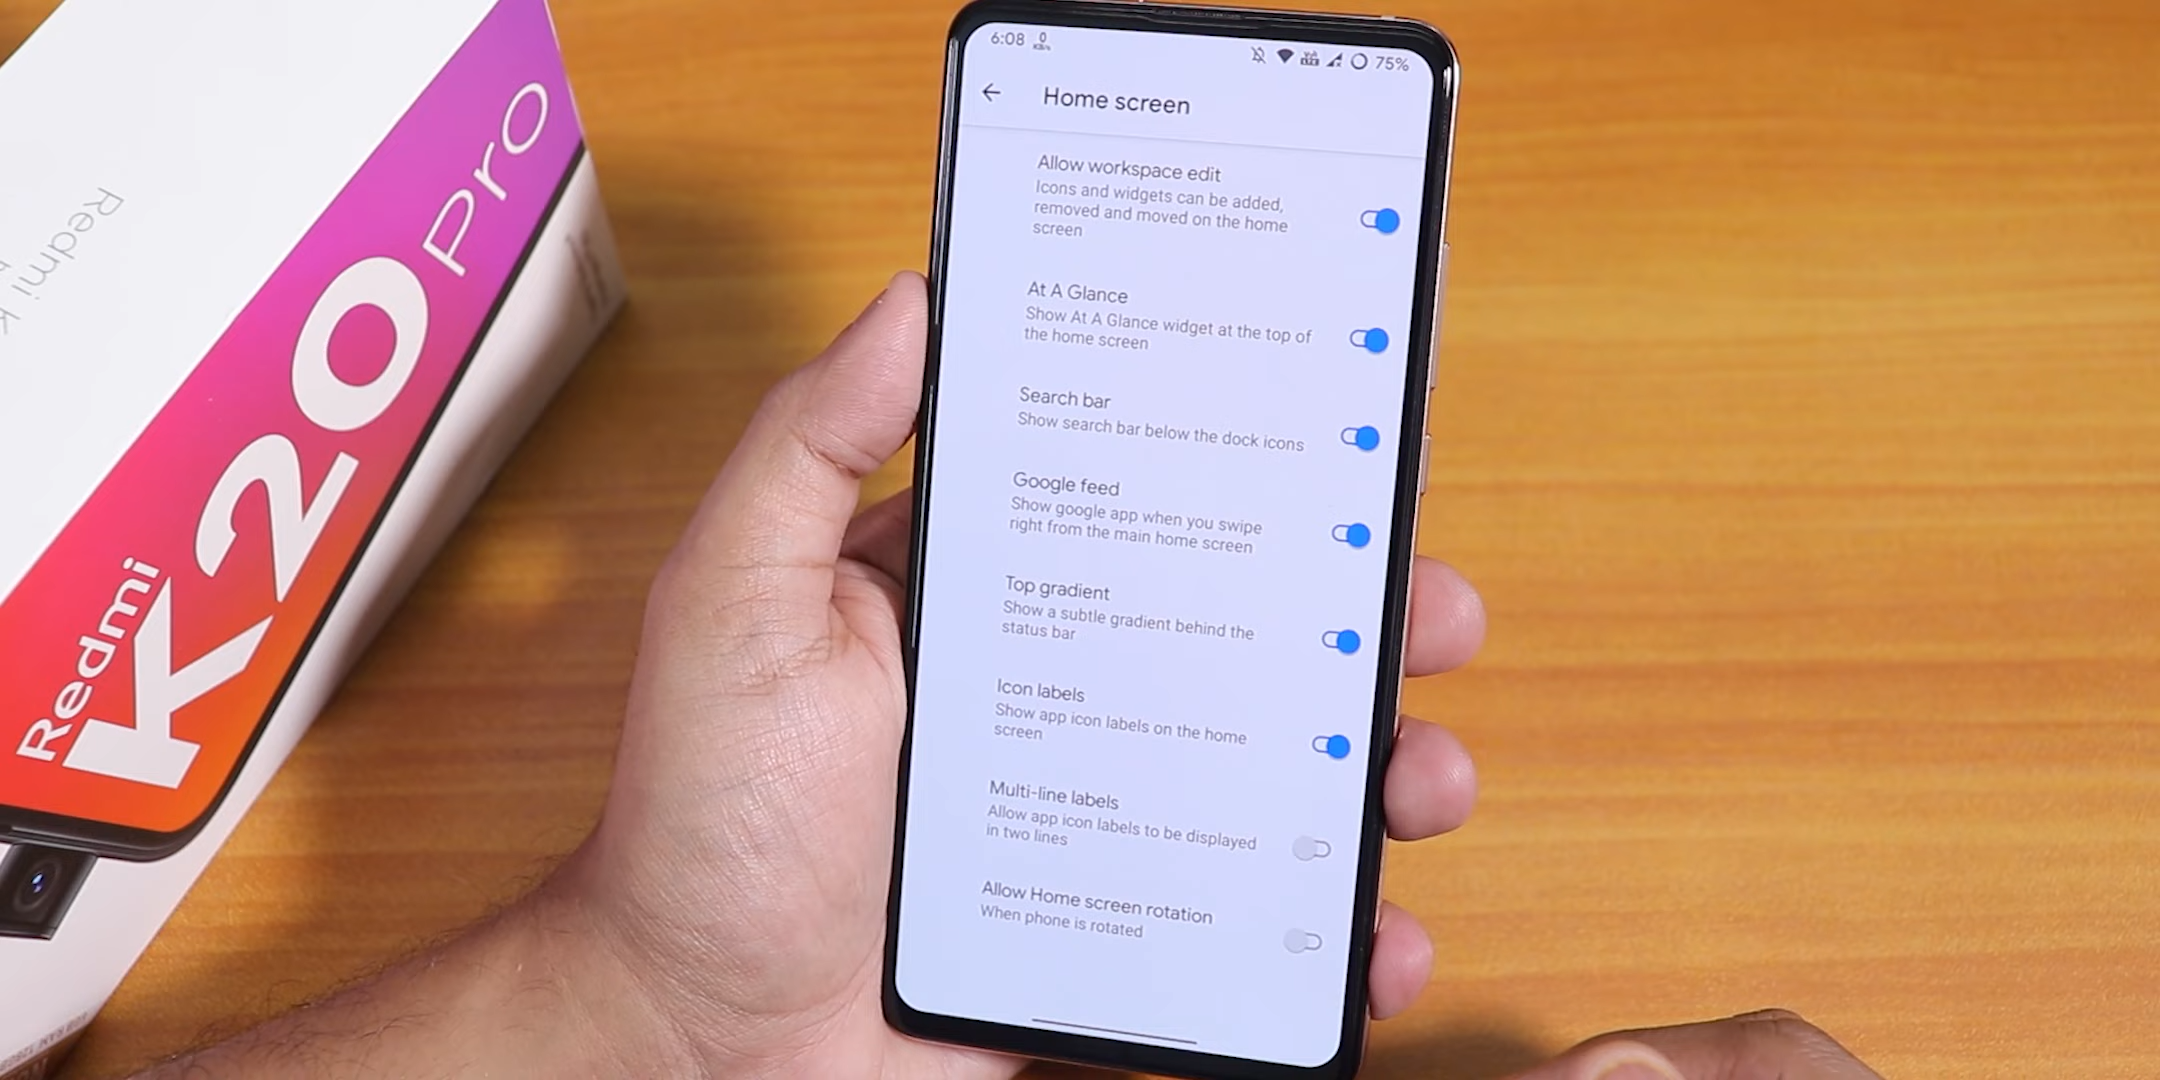 Redmi K
Redmi
K20 Pro
6:08 0 KB/s 75%
Home screen
Allow workspace edit
Icons and widgets can be added,
removed and moved on the home
screen
At A Glance
Show At A Glance widget at the top of
the home screen
Search bar
Show search bar below the dock icons
Google feed
Show google app when you swipe
right from the main home screen
Top gradient
Show a subtle gradient behind the
status bar
Icon labels
Show app icon labels on the home
screen
Multi-line labels
Allow app icon labels to be displayed
in two lines
Allow Home screen rotation
When phone is rotated